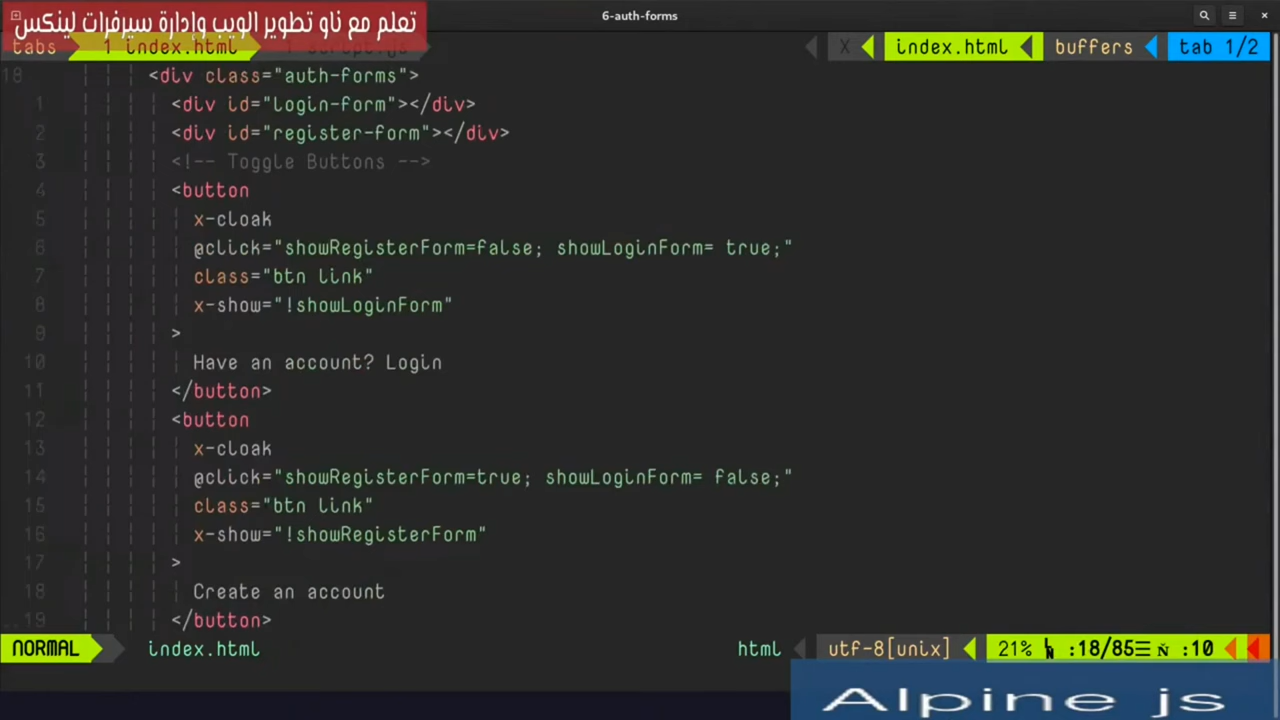 6-auth-forms
تعلم مع ناو تطوير الويب وإدارة سيرفرات لينكس
tabs 1 index.html script.js X index.html buffers tab 1/2
18 <div class="auth-forms">
1 <div id="login-form"></div>
2 <div id="register-form"></div>
3 <!-- Toggle Buttons -->
4 <button
5 x-cloak
6 @click="showRegisterForm=false; showLoginForm= true;"
7 class="btn link"
8 x-show="!showLoginForm"
9 >
10 Have an account? Login
11 </button>
12 <button
13 x-cloak
14 @click="showRegisterForm=true; showLoginForm= false;"
15 class="btn link"
16 x-show="!showRegisterForm"
17 >
18 Create an account
19 </button>
NORMAL index.html html utf-8[unix] 21% :18/85☰ :10
Alpine js